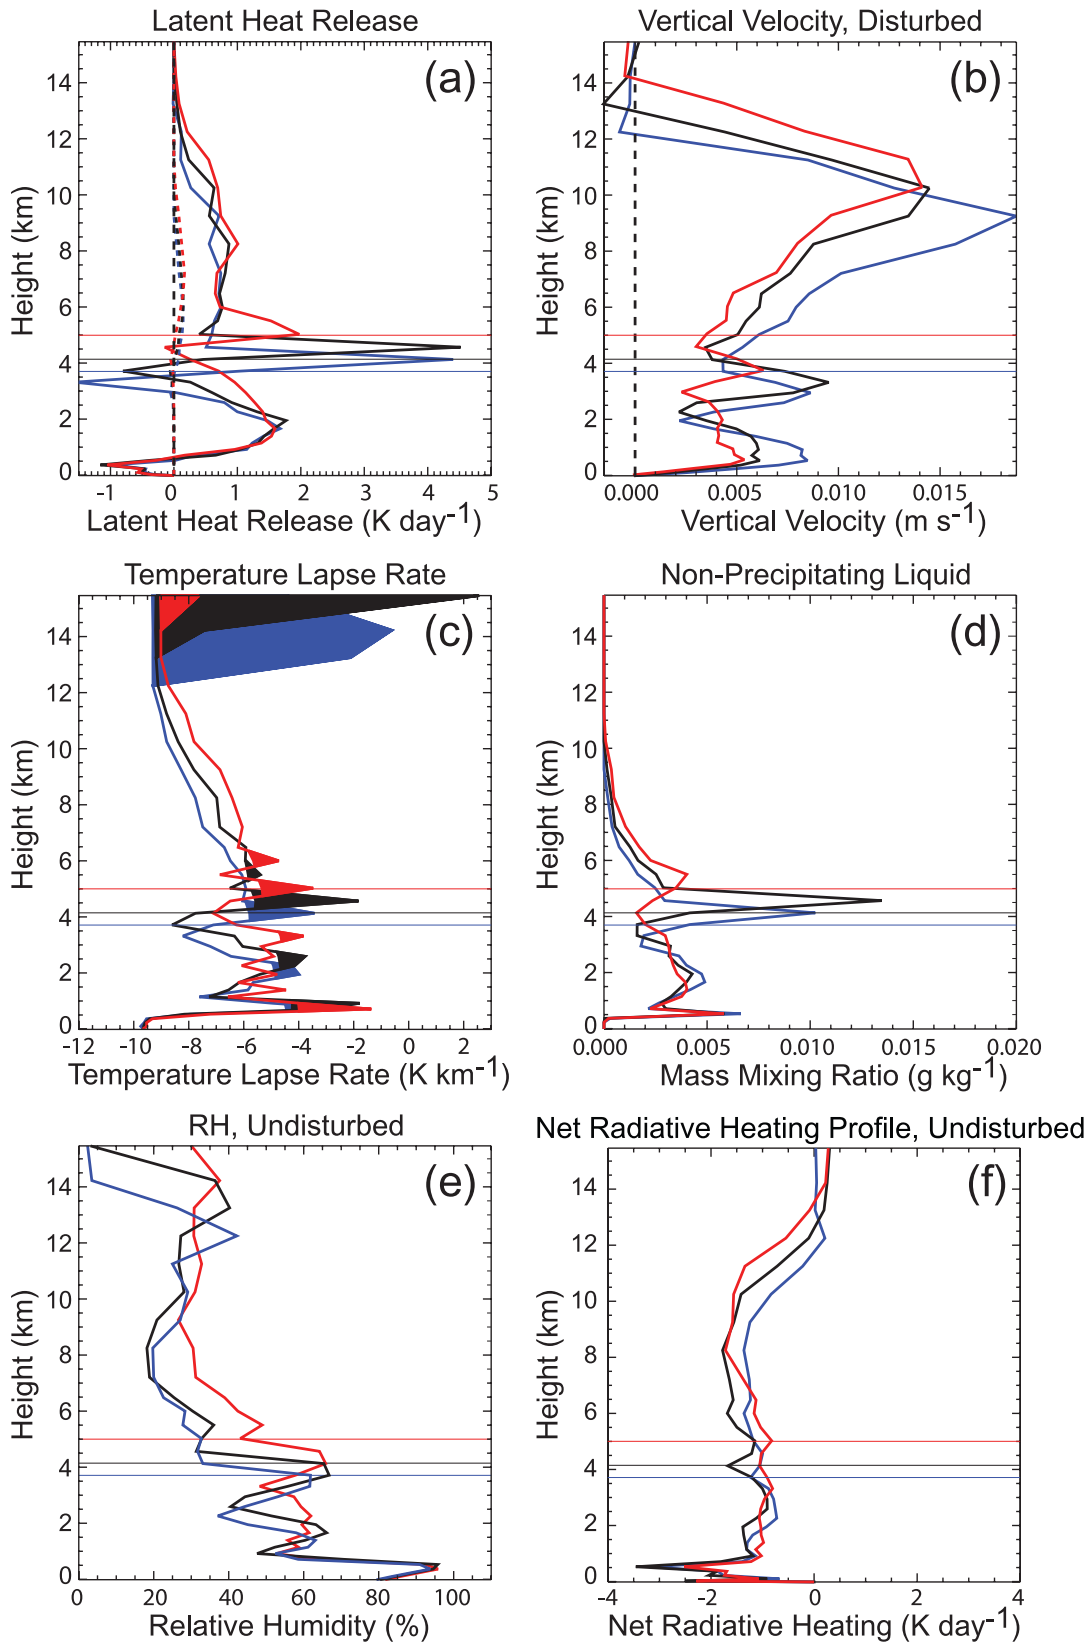 Latent Heat Release
Vertical Velocity, Disturbed
(a)
(b)
Height (km)
14
12
10
8
6
4
2
0
Height (km)
14
12
10
8
6
4
2
0
-1 0 1 2 3 4 5
0.000 0.005 0.010 0.015
Latent Heat Release (K day-1)
Vertical Velocity (m s-1)
Temperature Lapse Rate
Non-Precipitating Liquid
(c)
(d)
Height (km)
14
12
10
8
6
4
2
0
Height (km)
14
12
10
8
6
4
2
0
-12 -10 -8 -6 -4 -2 0 2
0.000 0.005 0.010 0.015 0.020
Temperature Lapse Rate (K km-1)
Mass Mixing Ratio (g kg-1)
RH, Undisturbed
Net Radiative Heating Profile, Undisturbed
(e)
(f)
Height (km)
14
12
10
8
6
4
2
0
Height (km)
14
12
10
8
6
4
2
0
0 20 40 60 80 100
-4 -2 0 2 4
Relative Humidity (%)
Net Radiative Heating (K day-1)